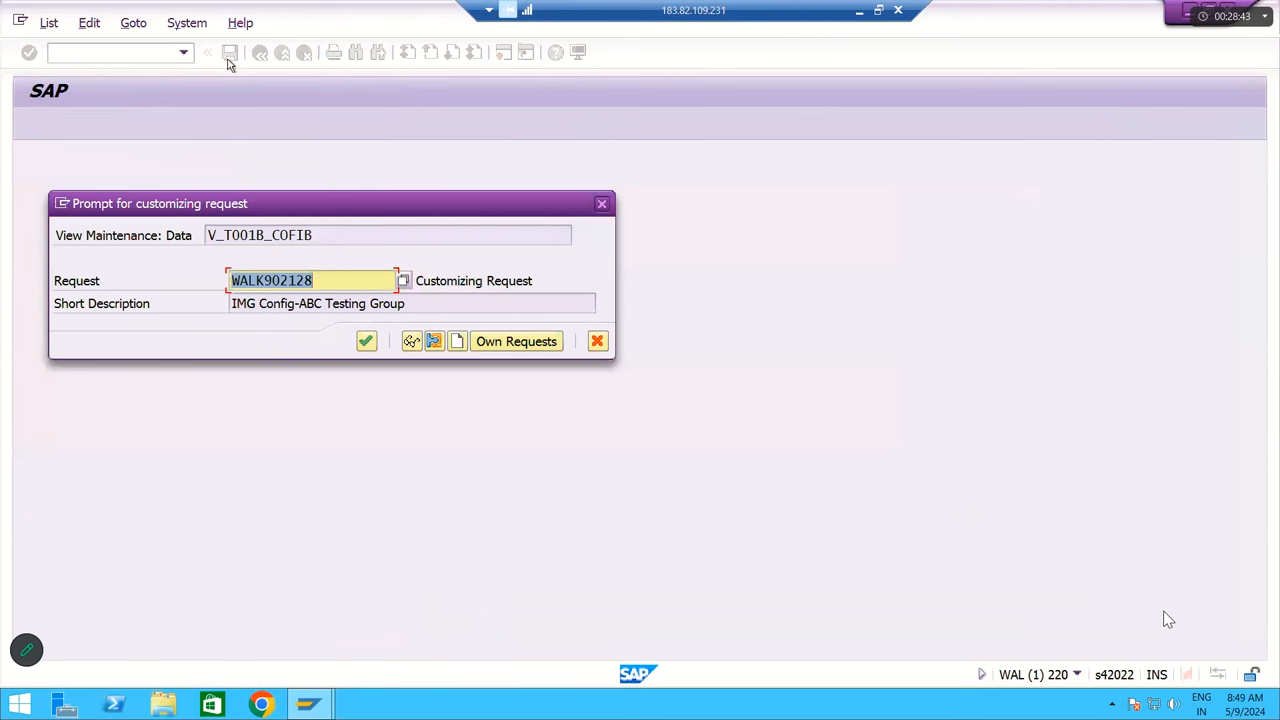 183.82.109.231
00:28:43
List Edit Goto System Help
SAP
Prompt for customizing request
View Maintenance: Data V_T001B_COFIB
Request WALK902128 Customizing Request
Short Description IMG Config-ABC Testing Group
Own Requests
SAP
WAL (1) 220 s42022 INS
ENG 8:49 AM
IN 5/9/2024